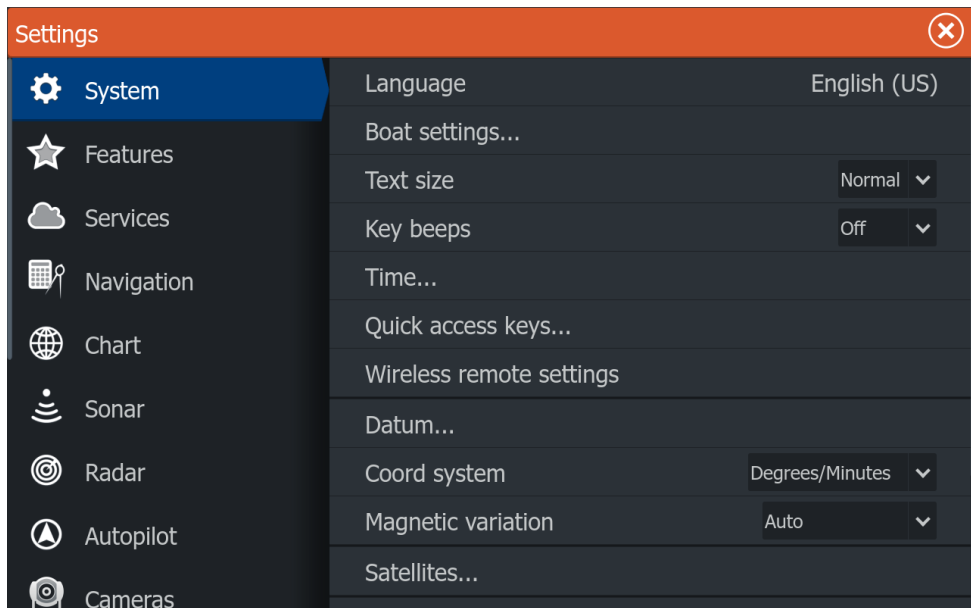 Settings
System
Features
Services
Navigation
Chart
Sonar
Radar
Autopilot
Cameras
Language English (US)
Boat settings...
Text size Normal
Key beeps Off
Time...
Quick access keys...
Wireless remote settings
Datum...
Coord system Degrees/Minutes
Magnetic variation Auto
Satellites...